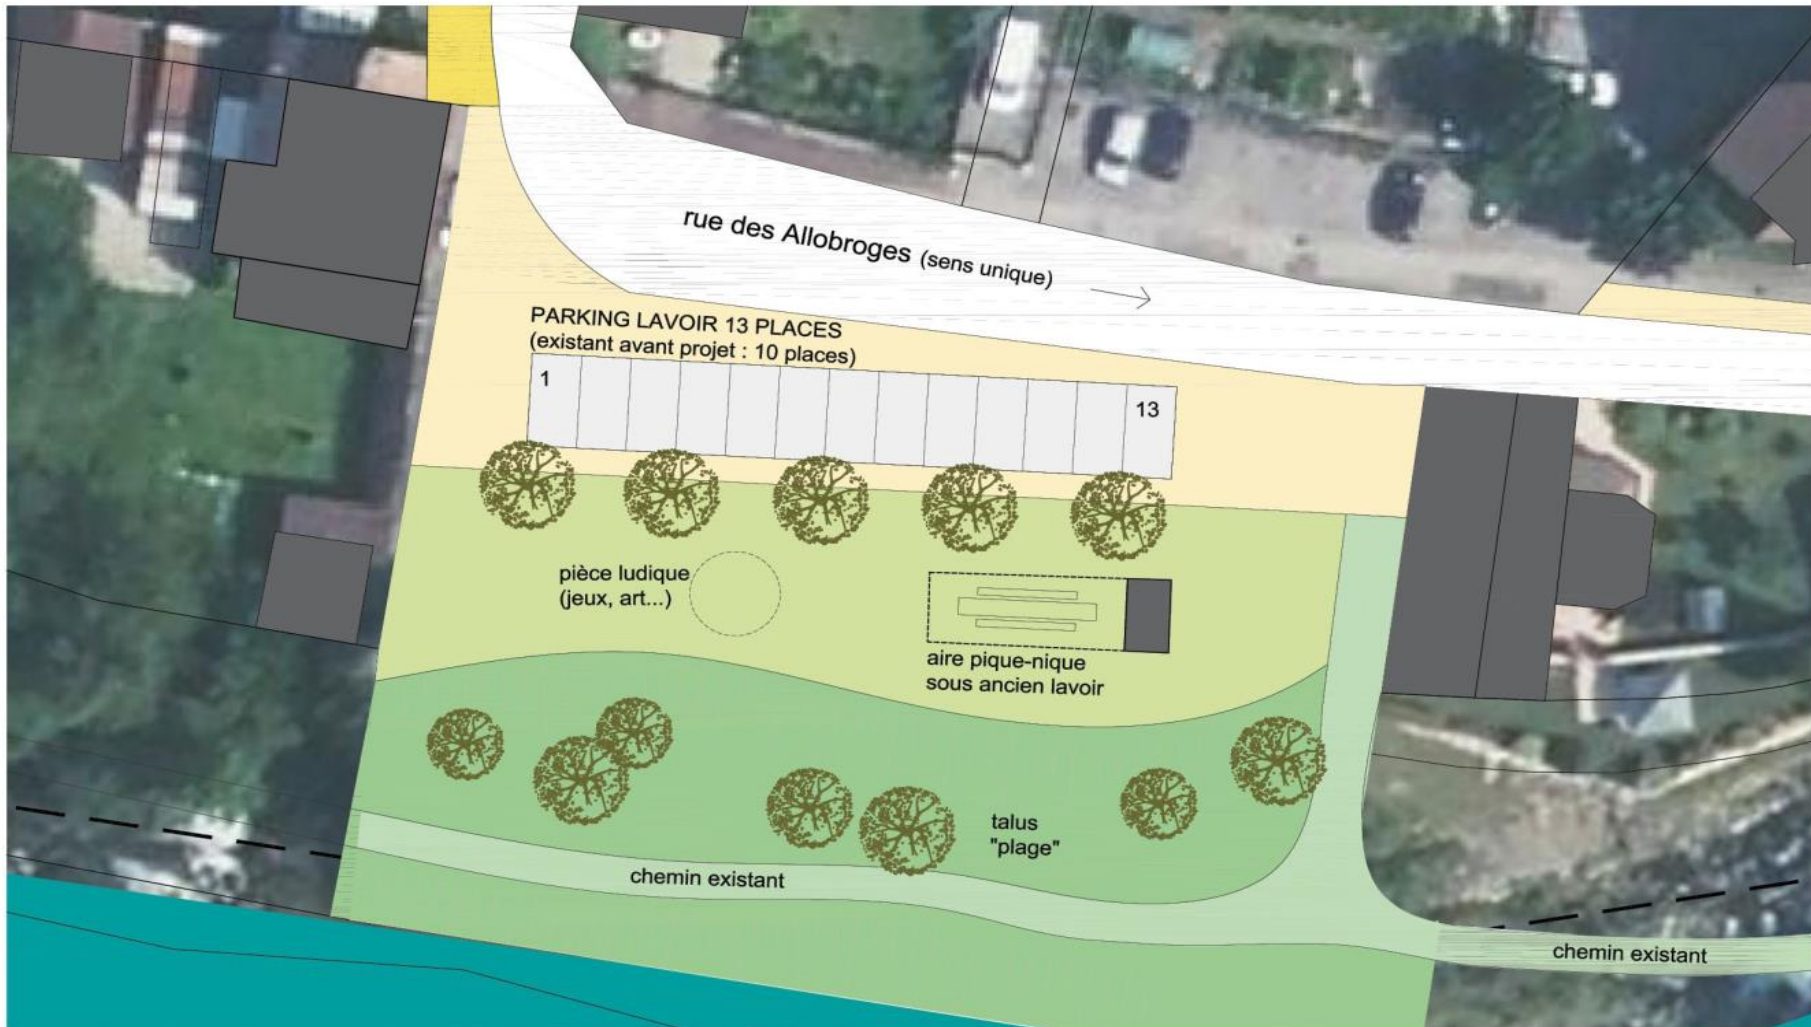 rue des Allobroges (sens unique)
PARKING LAVOIR 13 PLACES
(existant avant projet : 10 places)
1
13
pièce ludique
(jeux, art...)
aire pique-nique
sous ancien lavoir
talus
"plage"
chemin existant
chemin existant